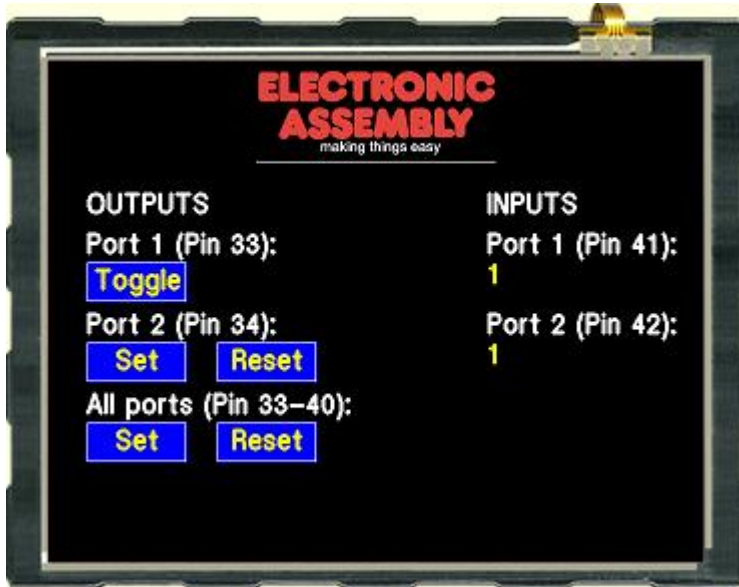 ELECTRONIC
ASSEMBLY
making things easy
OUTPUTS
Port 1 (Pin 33):
Toggle
Port 2 (Pin 34):
Set Reset
All ports (Pin 33-40):
Set Reset
INPUTS
Port 1 (Pin 41):
1
Port 2 (Pin 42):
1